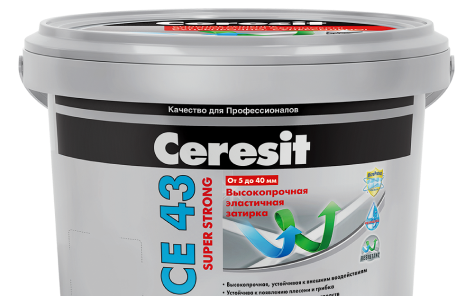 Качество для Профессионалов
Ceresit
От 5 до 40 мм
Высокопрочная
эластичная
затирка
CE 43
SUPER STRONG
• Высокопрочная, устойчивая к внешним воздействиям
• Устойчива к появлению плесени и грибка